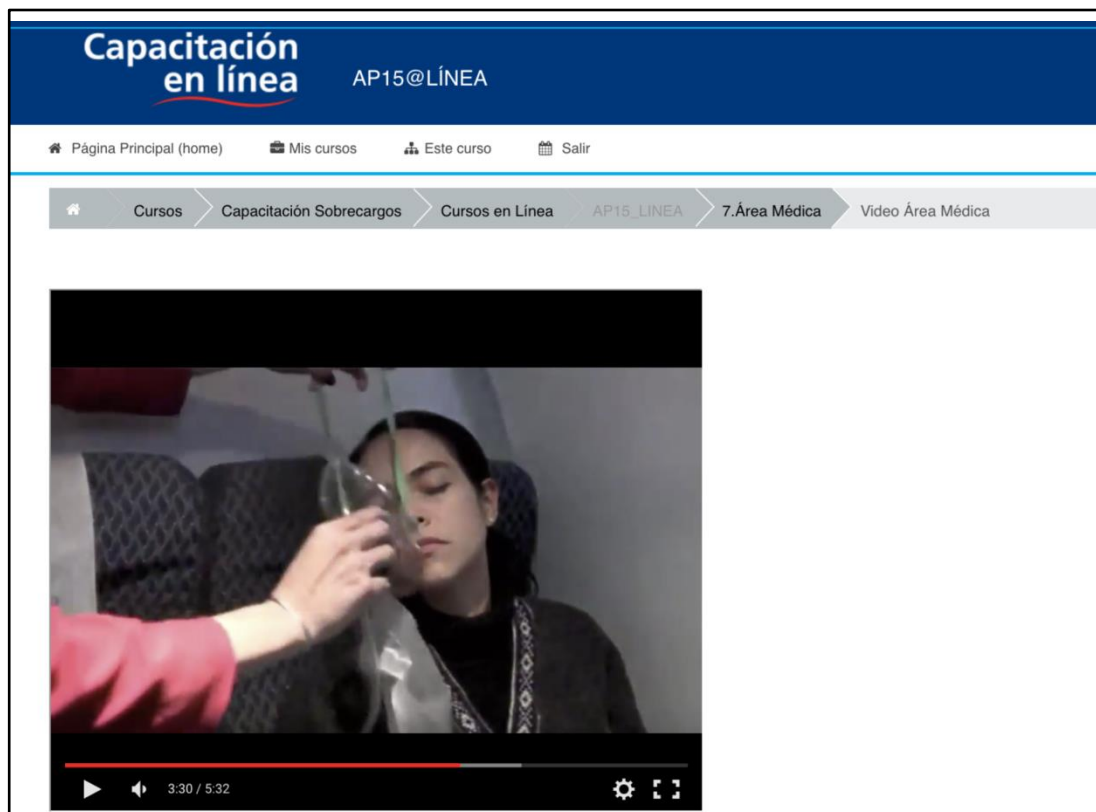 Capacitación
en línea
AP15@LÍNEA
Página Principal (home) Mis cursos Este curso Salir
Cursos Capacitación Sobrecargos Cursos en Línea AP15_LINEA 7.Área Médica Video Área Médica
3:30 / 5:32